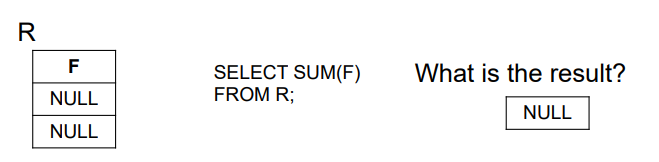 R
F
NULL
NULL
SELECT SUM(F)
FROM R;
What is the result?
NULL